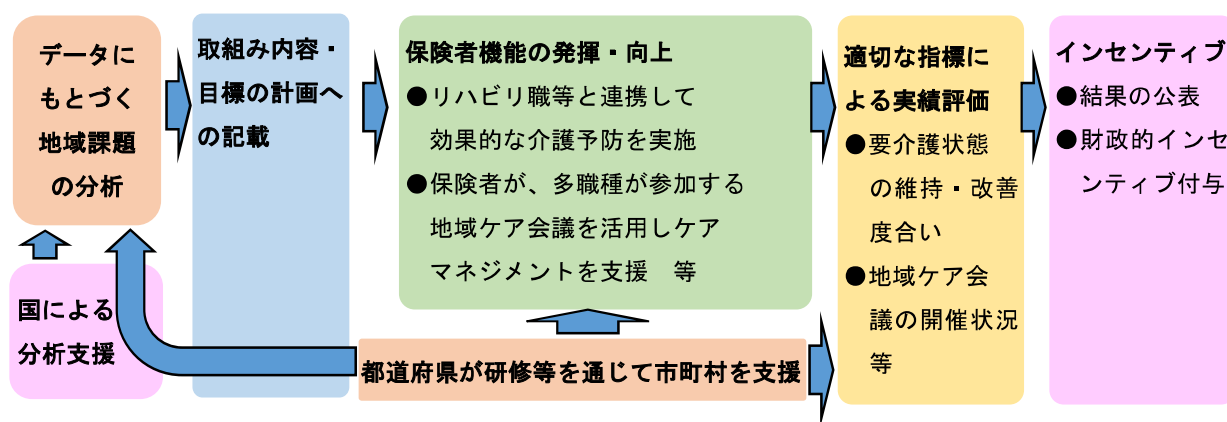 データに
もとづく
地域課題
の分析
取組み内容・
目標の計画へ
の記載
保険者機能の発揮・向上
●リハビリ職等と連携して
効果的な介護予防を実施
●保険者が、多職種が参加する
地域ケア会議を活用しケア
マネジメントを支援　等
適切な指標に
よる実績評価
●要介護状態
の維持・改善
度合い
●地域ケア会
議の開催状況
等
インセンティブ
●結果の公表
●財政的インセ
ンティブ付与
国による
分析支援
都道府県が研修等を通じて市町村を支援